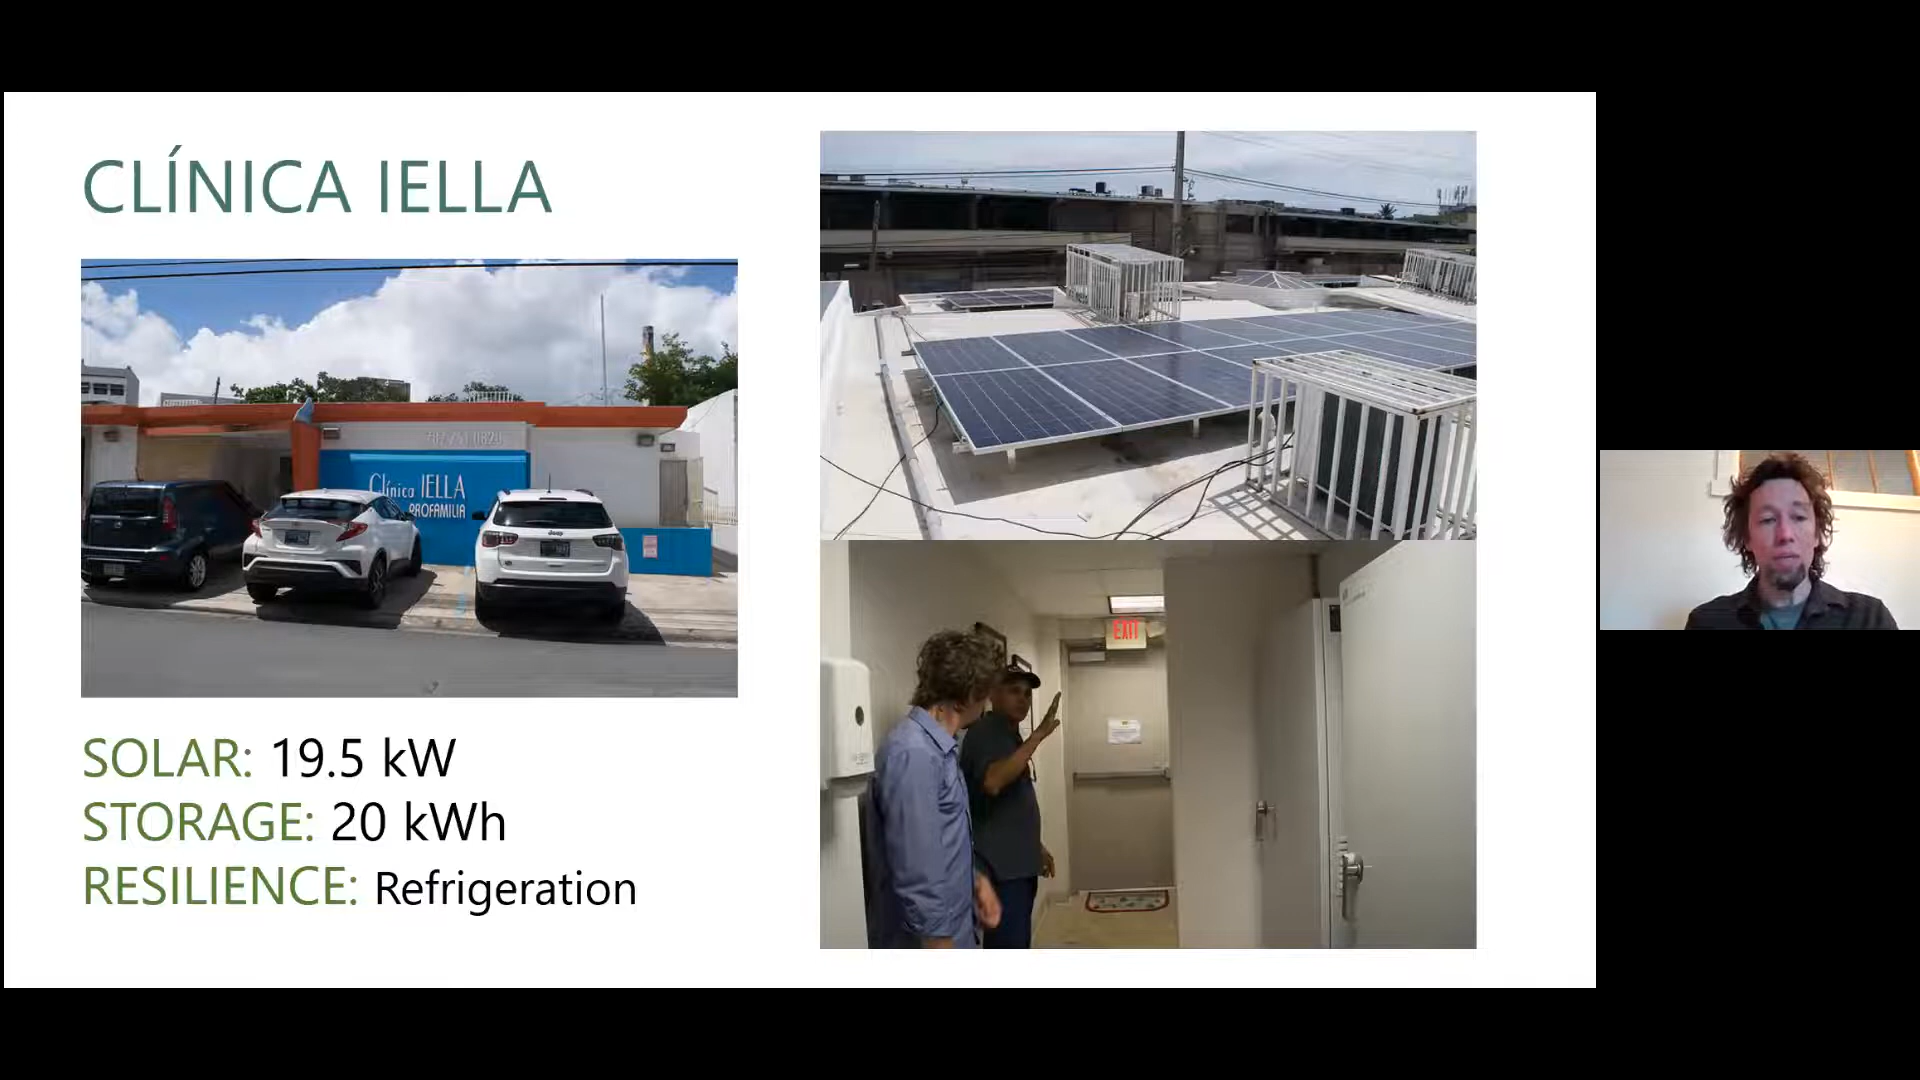 CLÍNICA IELLA
Clínica IELLA
PROFAMILIA
EXIT
SOLAR: 19.5 kW
STORAGE: 20 kWh
RESILIENCE: Refrigeration